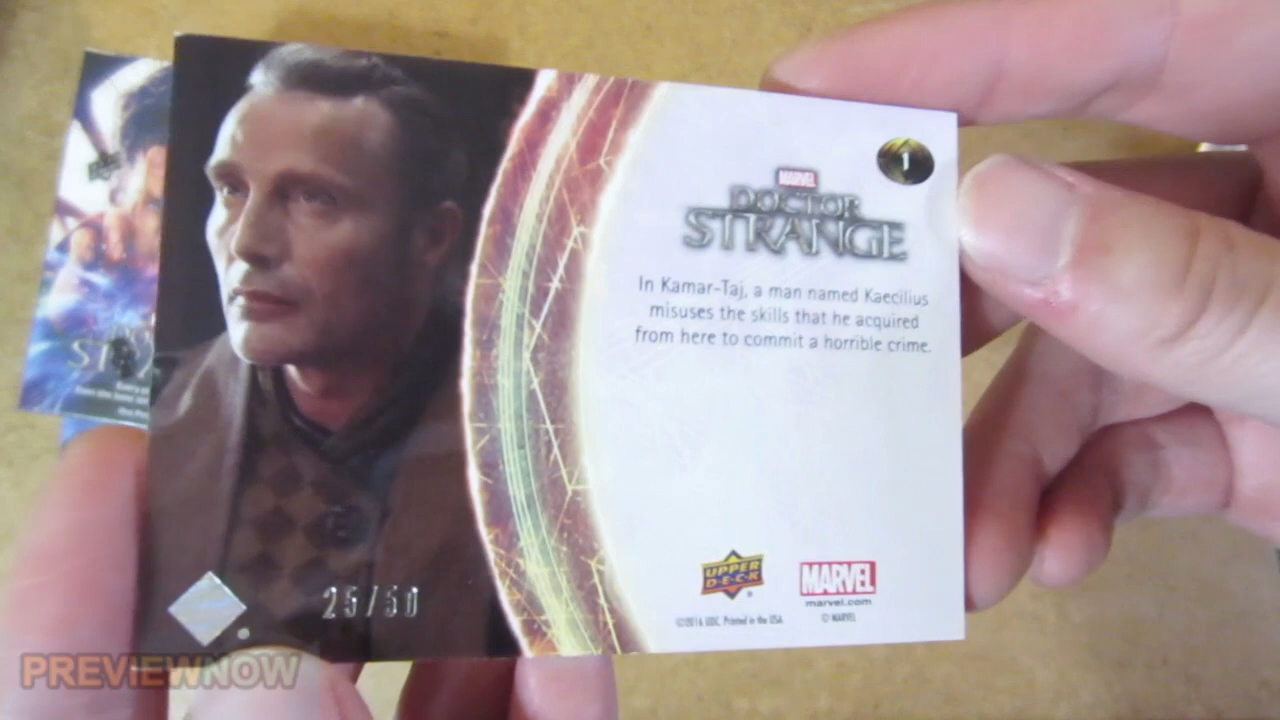 1
MARVEL
DOCTOR
STRANGE
In Kamar-Taj, a man named Kaecilius
misuses the skills that he acquired
from here to commit a horrible crime.
25/50
UPPER
D·E·C·K
®
MARVEL
marvel.com
©2016 UDC. Printed in the USA.
© MARVEL
PREVIEWNOW